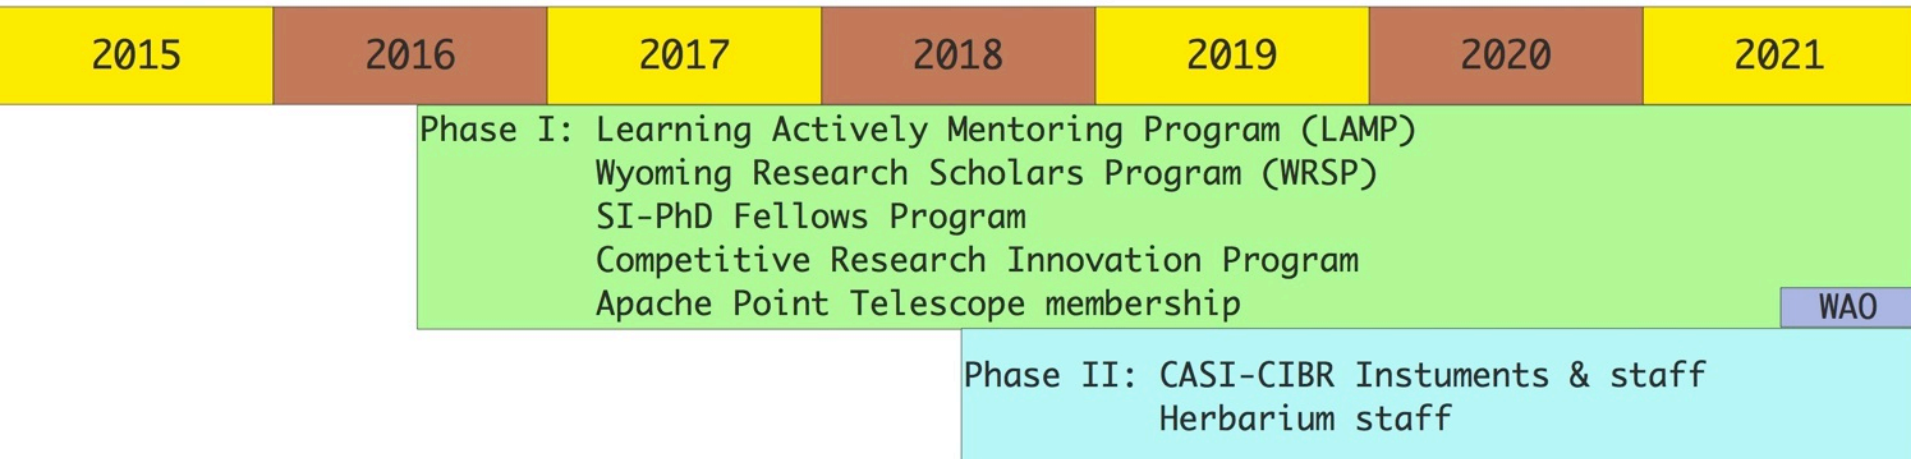 2015 2016 2017 2018 2019 2020 2021
Phase I: Learning Actively Mentoring Program (LAMP)
Wyoming Research Scholars Program (WRSP)
SI-PhD Fellows Program
Competitive Research Innovation Program
Apache Point Telescope membership
WAO
Phase II: CASI-CIBR Instuments & staff
Herbarium staff